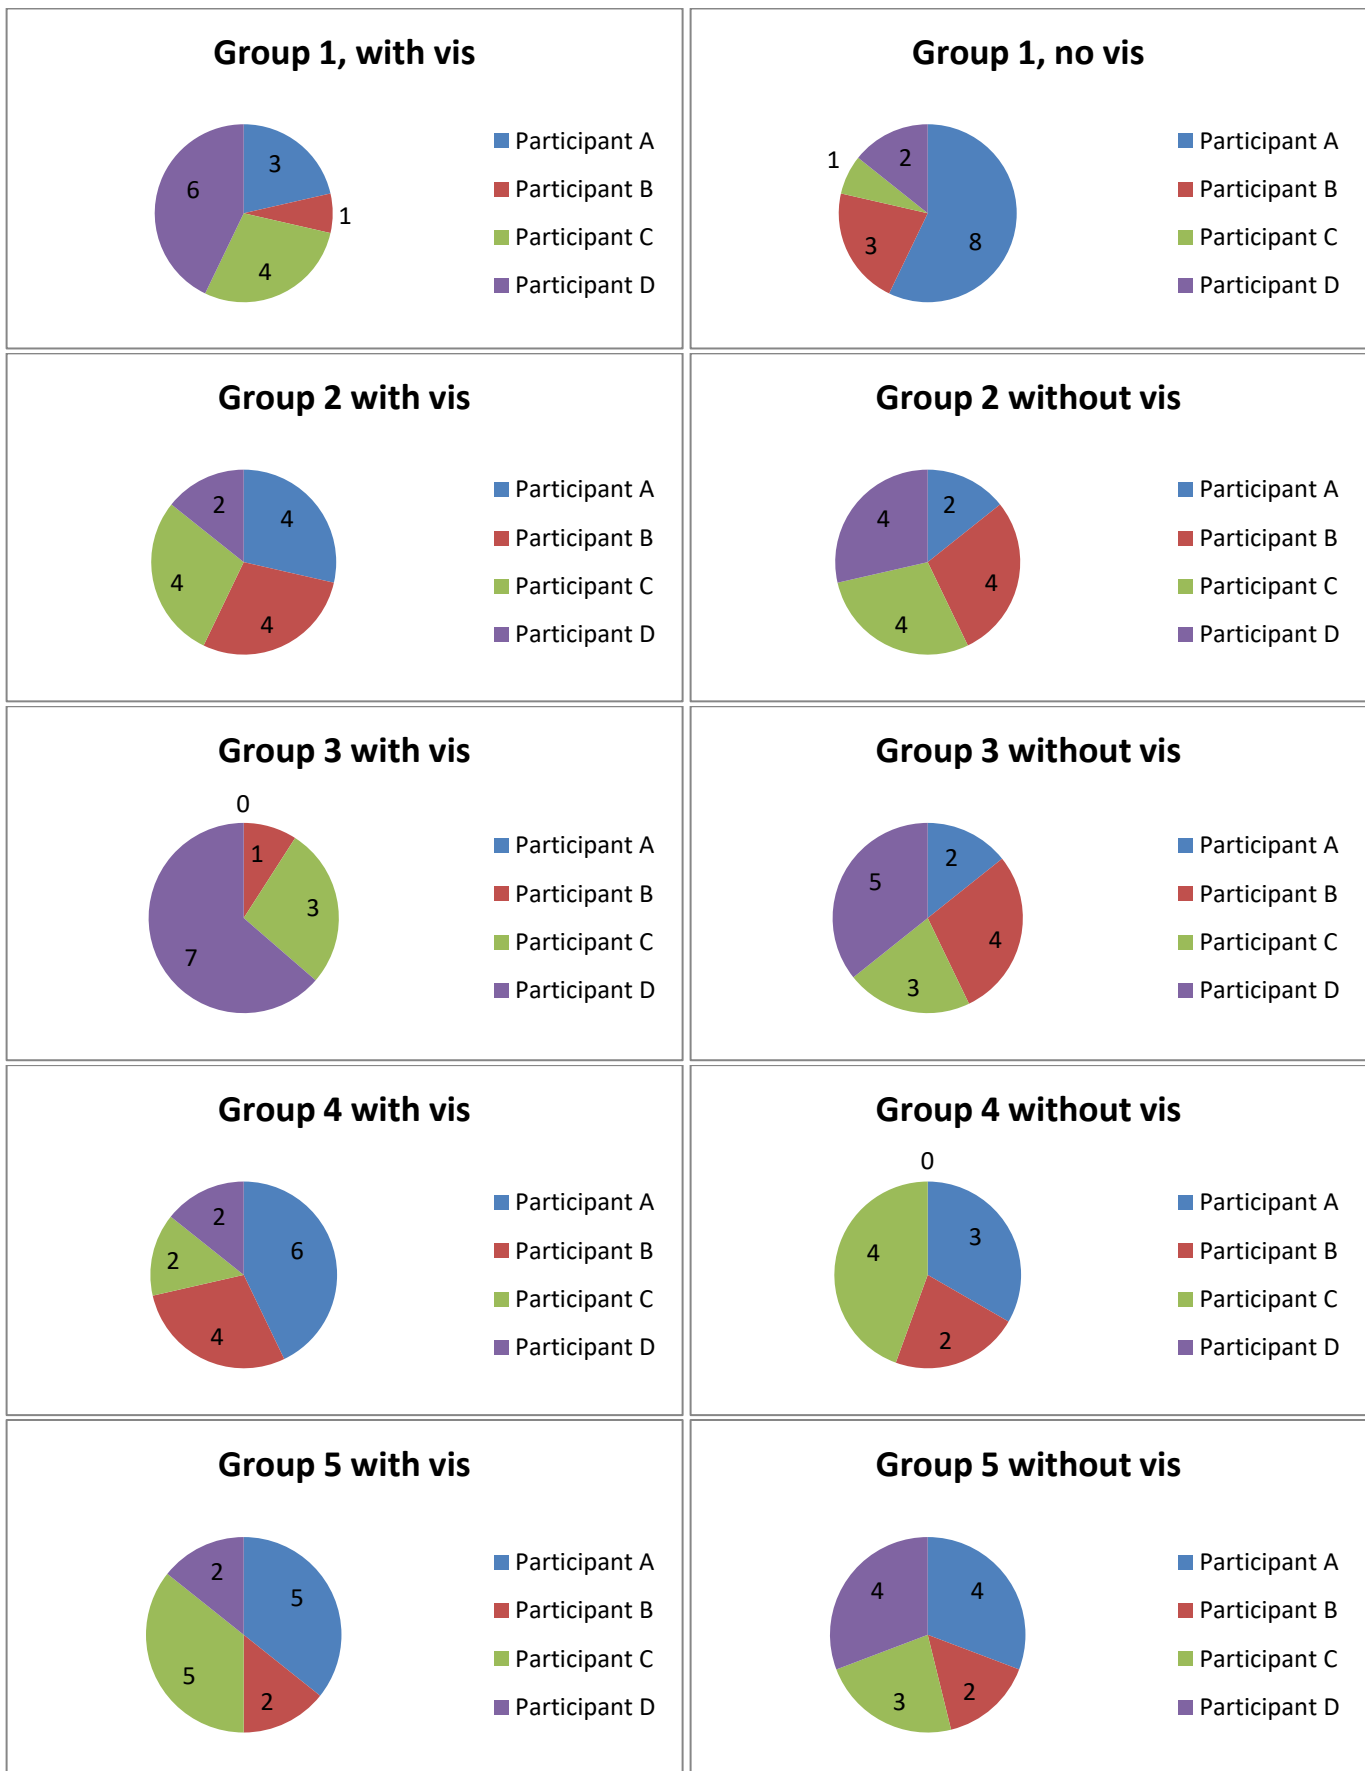 Group 1, with vis
3
1
4
6
Participant A
Participant B
Participant C
Participant D
Group 1, no vis
8
3
1
2
Participant A
Participant B
Participant C
Participant D
Group 2 with vis
4
4
4
2
Participant A
Participant B
Participant C
Participant D
Group 2 without vis
2
4
4
4
Participant A
Participant B
Participant C
Participant D
Group 3 with vis
0
1
3
7
Participant A
Participant B
Participant C
Participant D
Group 3 without vis
2
4
3
5
Participant A
Participant B
Participant C
Participant D
Group 4 with vis
6
4
2
2
Participant A
Participant B
Participant C
Participant D
Group 4 without vis
0
3
2
4
Participant A
Participant B
Participant C
Participant D
Group 5 with vis
5
2
5
2
Participant A
Participant B
Participant C
Participant D
Group 5 without vis
4
2
3
4
Participant A
Participant B
Participant C
Participant D